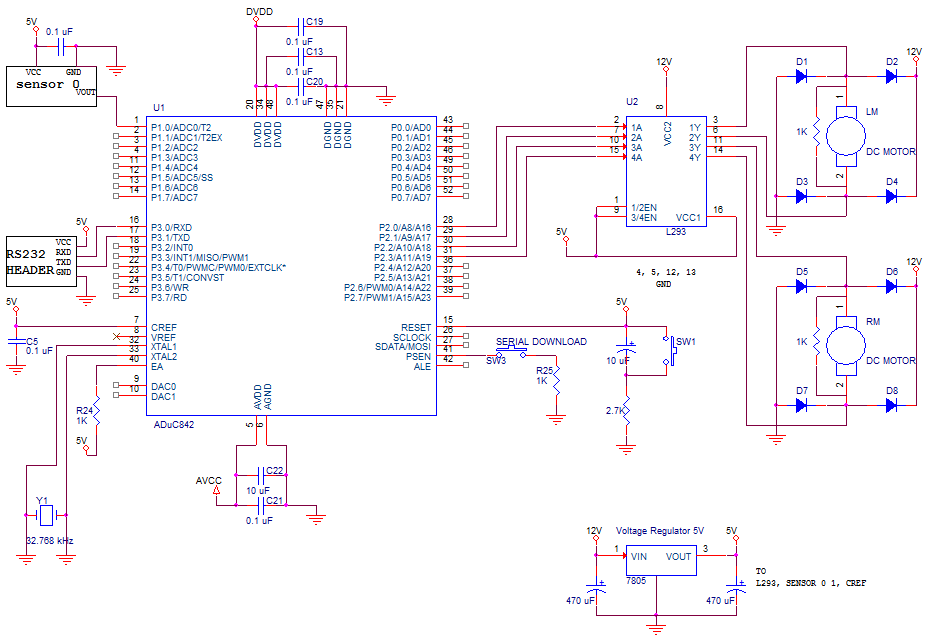 DVDD
5V
0.1 uF
VCC GND
sensor 0
VOUT
C19
0.1 uF
C13
0.1 uF
C20
0.1 uF
20 34 48
47 35 21
U1
DVDD DVDD DVDD
DGND DGND DGND
1 P1.0/ADC0/T2
2 P1.1/ADC1/T2EX
3 P1.2/ADC2
4 P1.3/ADC3
11 P1.4/ADC4
12 P1.5/ADC5/SS
13 P1.6/ADC6
14 P1.7/ADC7
16 P3.0/RXD
17 P3.1/TXD
18 P3.2/INT0
19 P3.3/INT1/MISO/PWM1
22 P3.4/T0/PWMC/PWM0/EXTCLK*
23 P3.5/T1/CONVST
24 P3.6/WR
25 P3.7/RD
7 CREF
8 VREF
32 XTAL1
33 XTAL2
40 EA
9 DAC0
10 DAC1
P0.0/AD0 43
P0.1/AD1 44
P0.2/AD2 45
P0.3/AD3 46
P0.4/AD4 49
P0.5/AD5 50
P0.6/AD6 51
P0.7/AD7 52
P2.0/A8/A16 28
P2.1/A9/A17 29
P2.2/A10/A18 30
P2.3/A11/A19 31
P2.4/A12/A20 36
P2.5/A13/A21 37
P2.6/PWM0/A14/A22 38
P2.7/PWM1/A15/A23 39
RESET 15
SCLOCK 26
SDATA/MOSI 27
PSEN 41
ALE 42
AVDD AGND
5 6
ADuC842
5V
VCC
RXD
TXD
GND
RS232
HEADER
5V
C5
0.1 uF
R24
1K
5V
Y1
32.768 kHz
AVCC
C22
10 uF
C21
0.1 uF
SERIAL DOWNLOAD
SW3
R25
1K
5V
10 uF
+
SW1
2.7K
12V
U2
8
VCC2
2 1A
7 2A
10 3A
15 4A
1Y 3
2Y 6
3Y 11
4Y 14
1 1/2EN
9 3/4EN
VCC1 16
L293
5V
4, 5, 12, 13
GND
12V
D1 D2
1
LM
1K
DC MOTOR
2
D3 D4
12V
D5 D6
1
RM
1K
DC MOTOR
2
D7 D8
12V
Voltage Regulator 5V
5V
1 VIN VOUT 3
7805
+
470 uF
+
470 uF
TO
L293, SENSOR 0 1, CREF